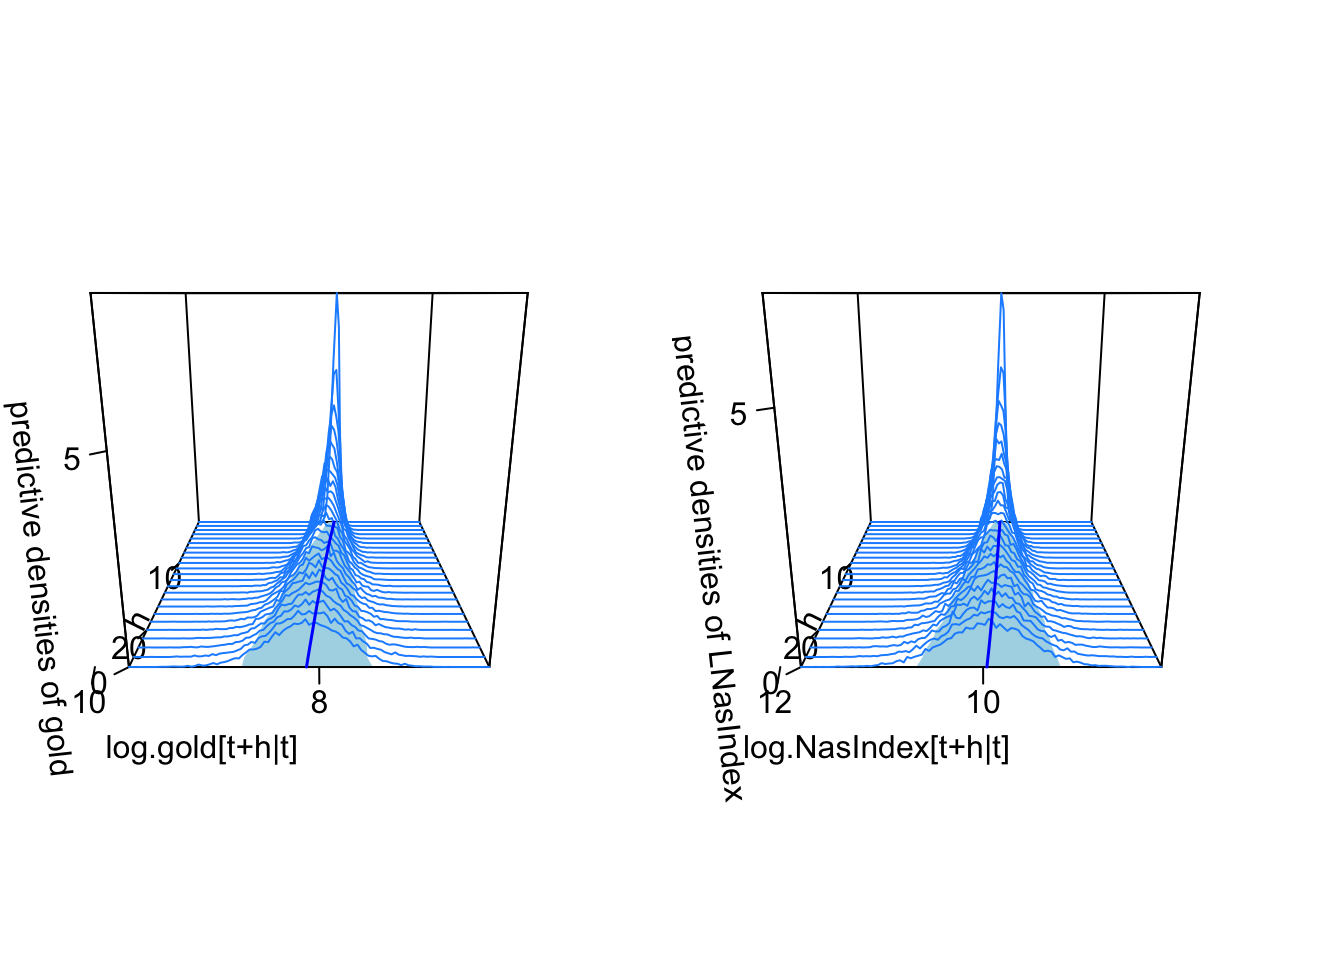 predictive densities of gold
5
10
h
20
0
10
8
log.gold[t+h|t]
predictive densities of LNasIndex
5
10
h
20
0
12
10
log.NasIndex[t+h|t]